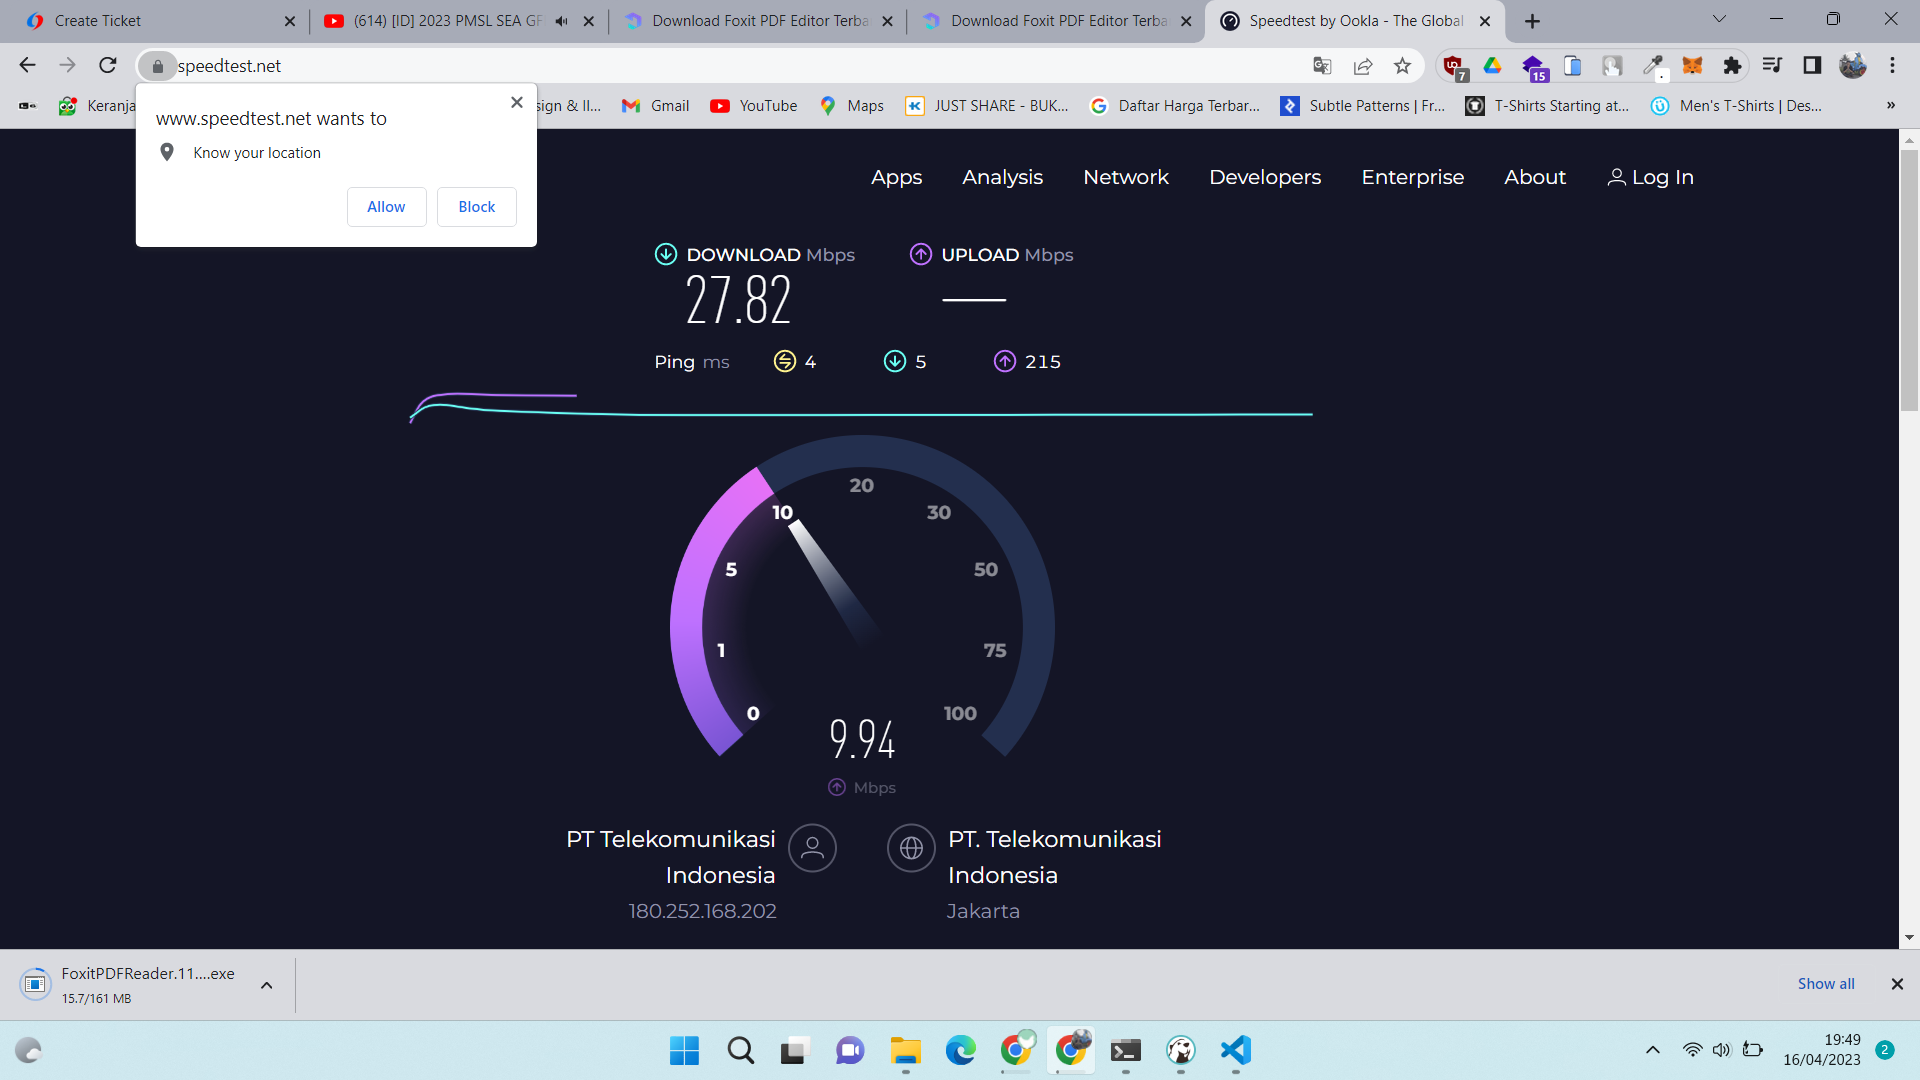 Create Ticket
(614) [ID] 2023 PMSL SEA GF
Download Foxit PDF Editor Terba
Download Foxit PDF Editor Terba
Speedtest by Ookla - The Global
speedtest.net
7
15
Keranja
sign & Il...
Gmail
YouTube
Maps
JUST SHARE - BUK...
Daftar Harga Terbar...
Subtle Patterns | Fr...
T-Shirts Starting at...
Men's T-Shirts | Des...
»
www.speedtest.net wants to
Know your location
Allow
Block
Apps
Analysis
Network
Developers
Enterprise
About
Log In
DOWNLOAD Mbps
UPLOAD Mbps
27.82
Ping ms
4
5
215
0
1
5
10
20
30
50
75
100
9.94
Mbps
PT Telekomunikasi
Indonesia
180.252.168.202
PT. Telekomunikasi
Indonesia
Jakarta
FoxitPDFReader.11....exe
15.7/161 MB
Show all
19:49
16/04/2023
2